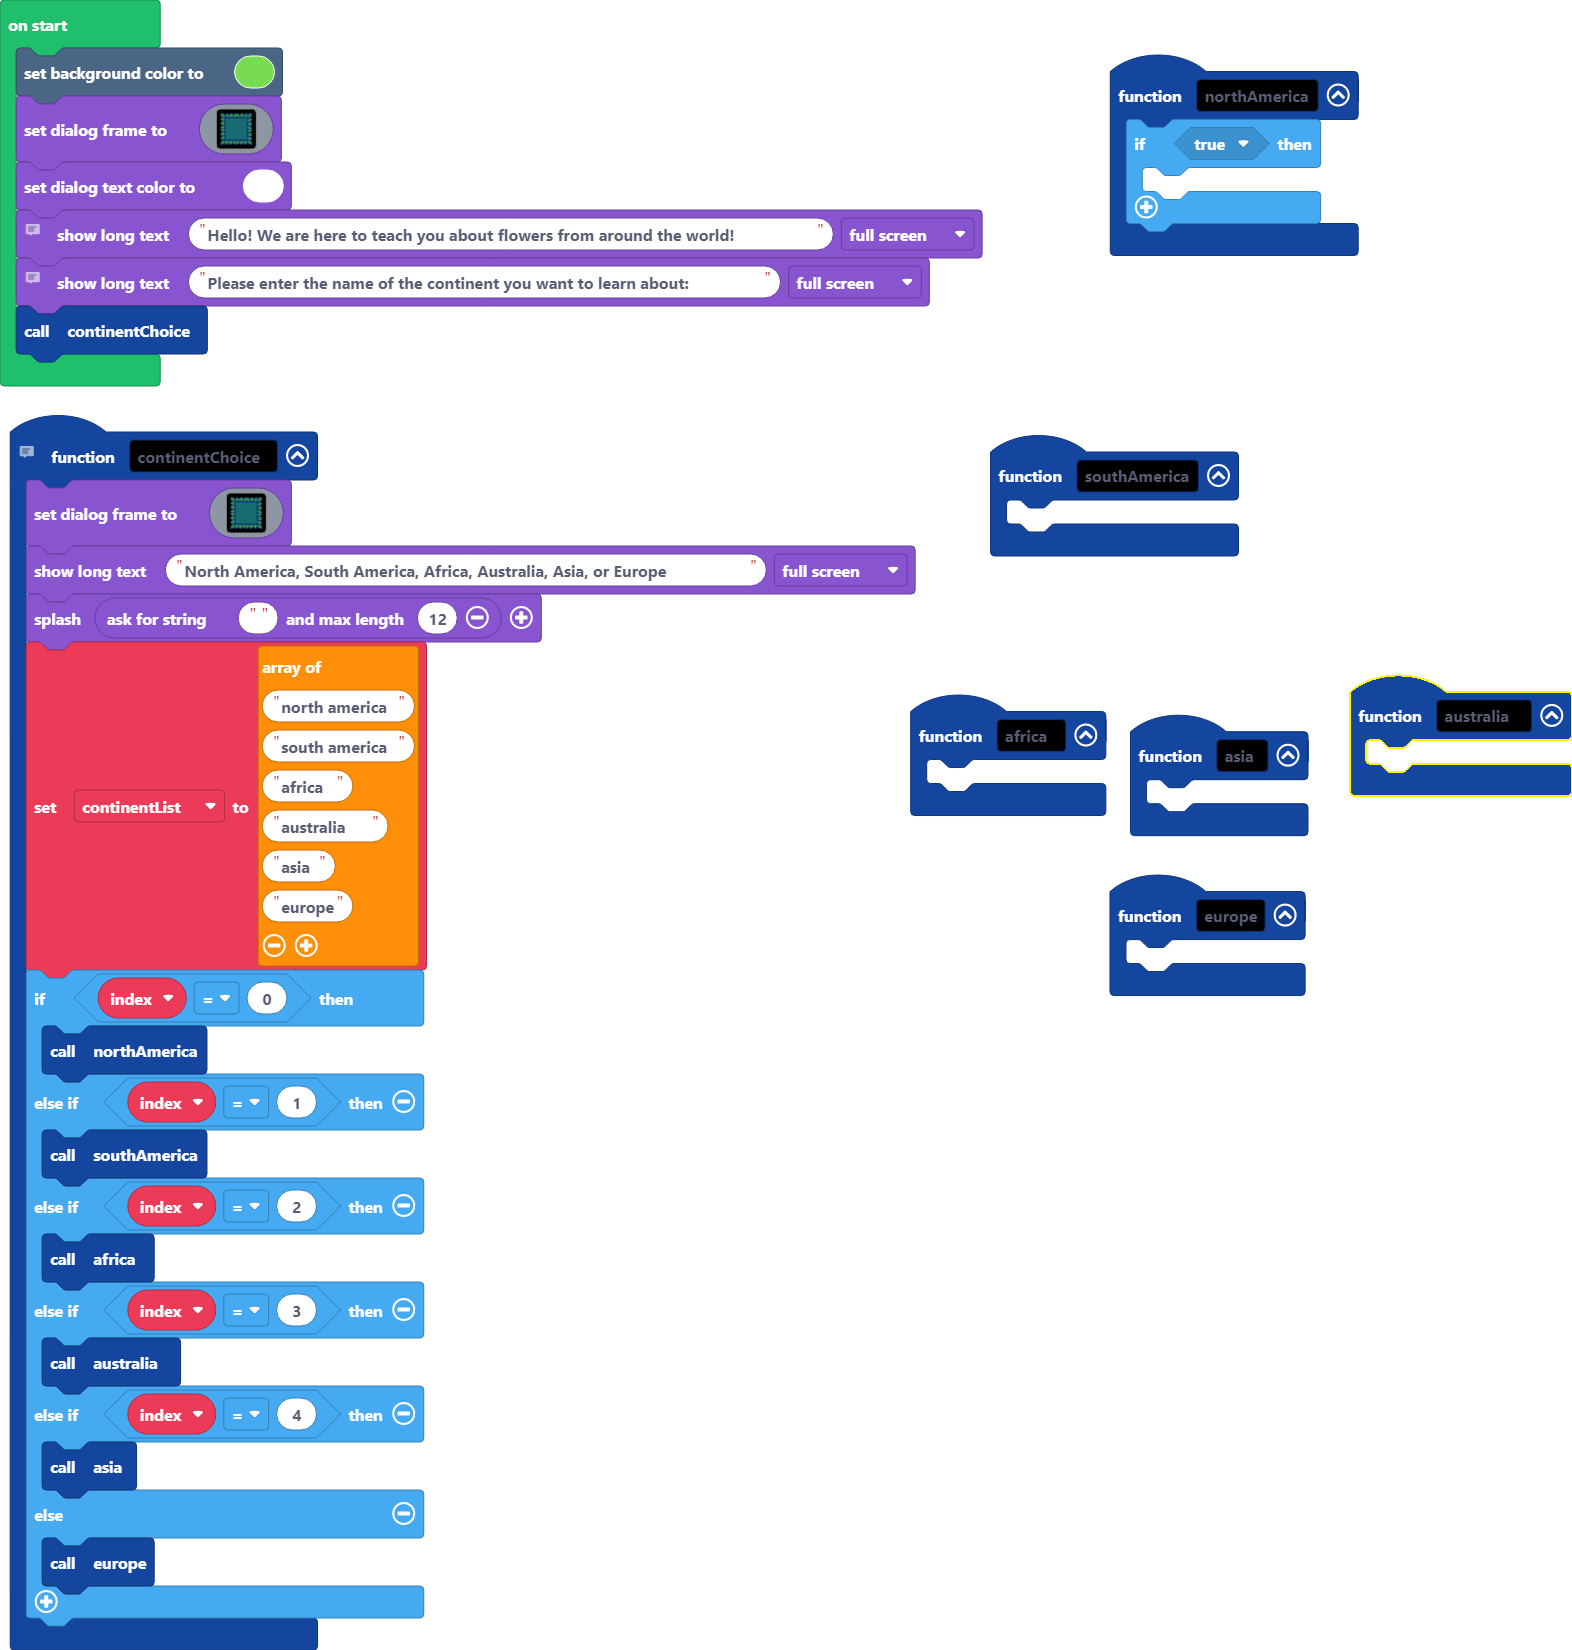 on start
set background color to
set dialog frame to
set dialog text color to
show long text "Hello! We are here to teach you about flowers from around the world!" full screen
show long text "Please enter the name of the continent you want to learn about: " full screen
call continentChoice
function northAmerica
if true then
function continentChoice
set dialog frame to
show long text "North America, South America, Africa, Australia, Asia, or Europe " full screen
splash ask for string " " and max length 12
set continentList to array of
"north america"
"south america"
"africa"
"australia"
"asia"
"europe"
if index = 0 then
call northAmerica
else if index = 1 then
call southAmerica
else if index = 2 then
call africa
else if index = 3 then
call australia
else if index = 4 then
call asia
else
call europe
function southAmerica
function africa
function asia
function australia
function europe